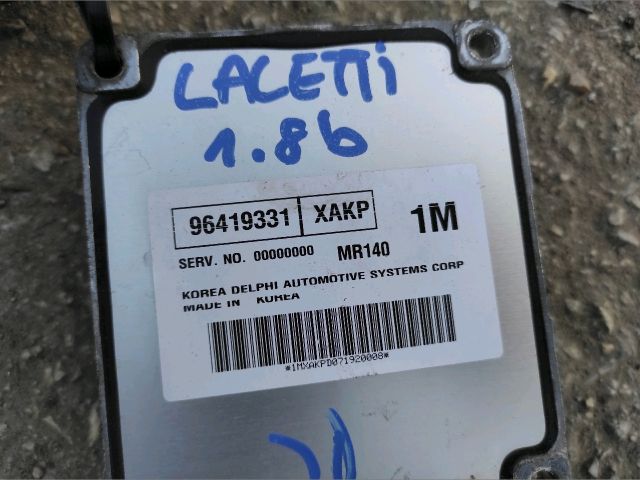 LACETTI
1.8b
96419331 XAKP 1M
SERV. NO. 00000000 MR140
KOREA DELPHI AUTOMOTIVE SYSTEMS CORP
MADE IN KOREA
*1MXAKPD071920008*